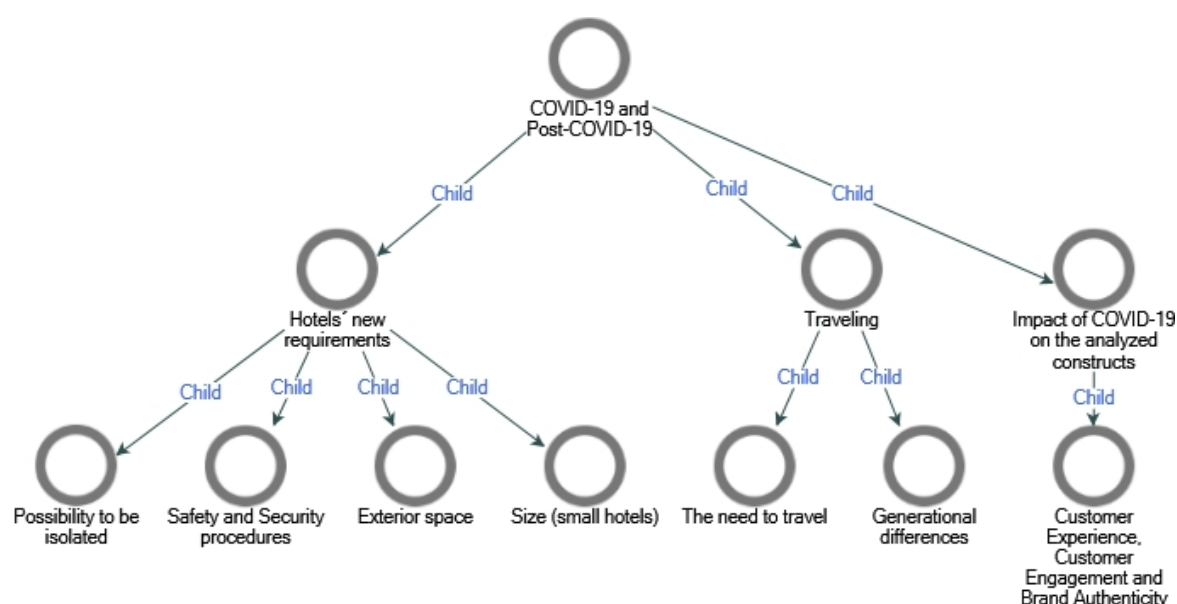 COVID-19 and
Post-COVID-19
Child
Child
Child
Hotels´ new
requirements
Traveling
Impact of COVID-19
on the analyzed
constructs
Child
Child
Child
Child
Child
Child
Child
Possibility to be
isolated
Safety and Security
procedures
Exterior space
Size (small hotels)
The need to travel
Generational
differences
Customer
Experience,
Customer
Engagement and
Brand Authenticity